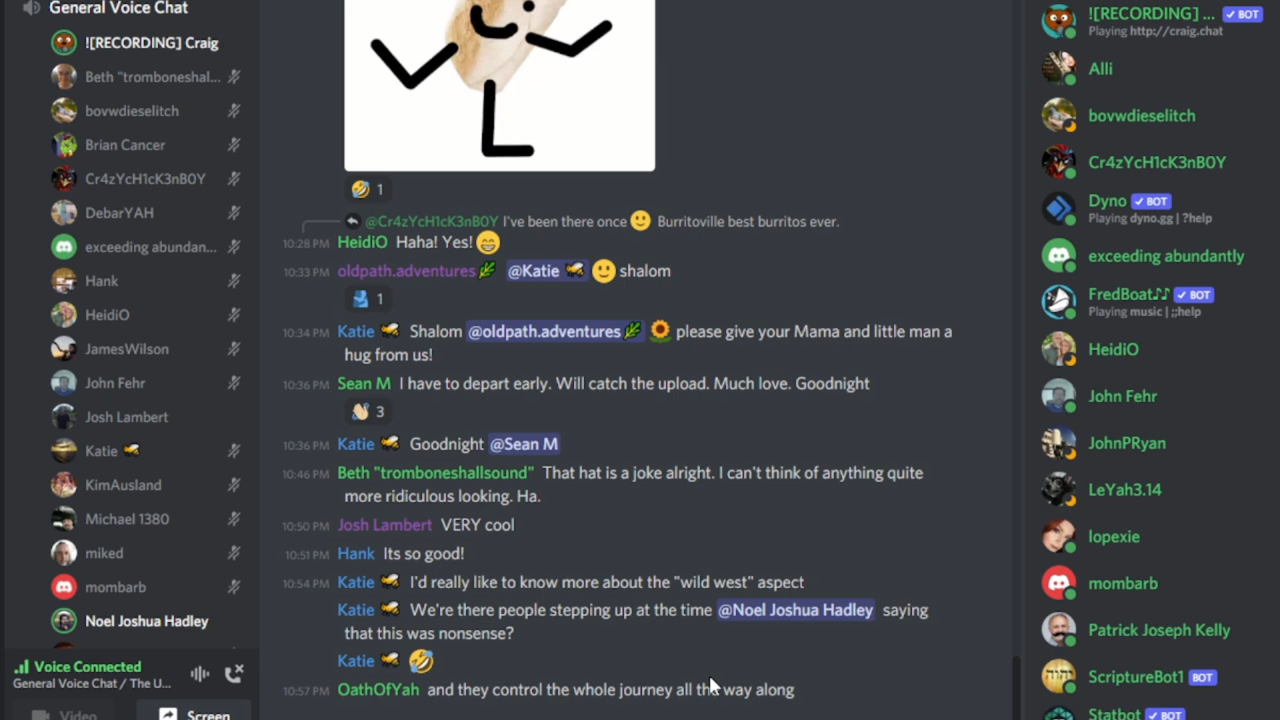 General Voice Chat
![RECORDING] Craig
Beth "tromboneshal...
bovwdieselitch
Brian Cancer
Cr4zYcH1cK3nB0Y
DebarYAH
exceeding abundan...
Hank
HeidiO
JamesWilson
John Fehr
Josh Lambert
Katie
KimAusland
Michael 1380
miked
mombarb
Noel Joshua Hadley
Voice Connected
General Voice Chat / The U...
Video
Screen
1
@Cr4zYcH1cK3nB0Y I've been there once 🙂 Burritoville best burritos ever.
10:28 PM HeidiO Haha! Yes! 😁
10:33 PM oldpath.adventures🌿 @Katie 🐝 🙂 shalom
1
10:34 PM Katie 🐝 Shalom @oldpath.adventures🌿 🌻 please give your Mama and little man a
hug from us!
10:36 PM Sean M I have to depart early. Will catch the upload. Much love. Goodnight
3
10:36 PM Katie 🐝 Goodnight @Sean M
10:46 PM Beth "tromboneshallsound" That hat is a joke alright. I can't think of anything quite
more ridiculous looking. Ha.
10:50 PM Josh Lambert VERY cool
10:51 PM Hank Its so good!
10:54 PM Katie 🐝 I'd really like to know more about the "wild west" aspect
Katie 🐝 We're there people stepping up at the time @Noel Joshua Hadley saying
that this was nonsense?
Katie 🐝 🤣
10:57 PM OathOfYah and they control the whole journey all the way along
![RECORDING] ... ✓ BOT
Playing http://craig.chat
Alli
bovwdieselitch
Cr4zYcH1cK3nB0Y
Dyno ✓ BOT
Playing dyno.gg | ?help
exceeding abundantly
FredBoat♪♪ ✓ BOT
Playing music | ;;help
HeidiO
John Fehr
JohnPRyan
LeYah3.14
lopexie
mombarb
Patrick Joseph Kelly
ScriptureBot1 BOT
Statbot ✓ BOT